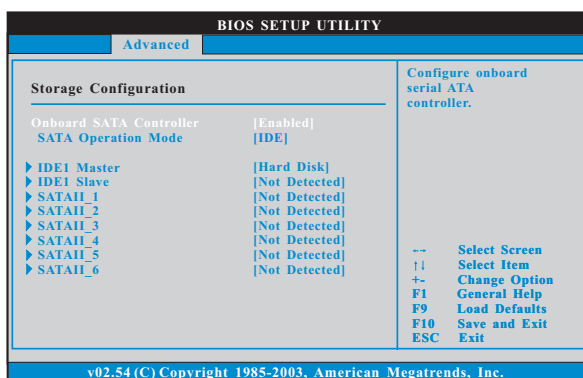 BIOS SETUP UTILITY
Advanced
Storage Configuration
Onboard SATA Controller [Enabled]
SATA Operation Mode [IDE]
IDE1 Master [Hard Disk]
IDE1 Slave [Not Detected]
SATAII_1 [Not Detected]
SATAII_2 [Not Detected]
SATAII_3 [Not Detected]
SATAII_4 [Not Detected]
SATAII_5 [Not Detected]
SATAII_6 [Not Detected]
Configure onboard
serial ATA
controller.
←→ Select Screen
↑↓ Select Item
+- Change Option
F1 General Help
F9 Load Defaults
F10 Save and Exit
ESC Exit
v02.54 (C) Copyright 1985-2003, American Megatrends, Inc.